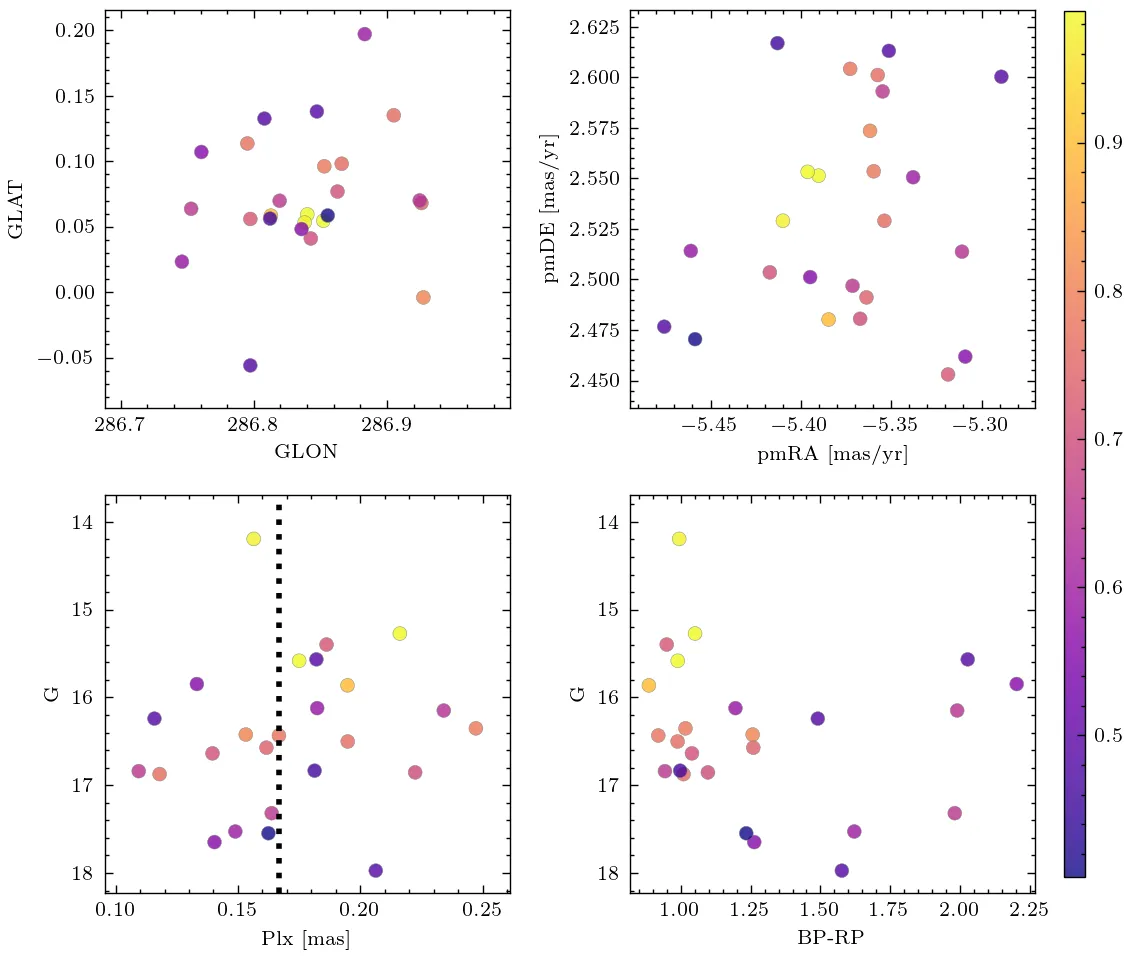 0.20
0.15
0.10
0.05
0.00
−0.05
GLAT
286.7 286.8 286.9
GLON
2.625
2.600
2.575
2.550
2.525
2.500
2.475
2.450
pmDE [mas/yr]
−5.45 −5.40 −5.35 −5.30
pmRA [mas/yr]
0.9
0.8
0.7
0.6
0.5
14
15
16
17
18
G
0.10 0.15 0.20 0.25
Plx [mas]
14
15
16
17
18
G
1.00 1.25 1.50 1.75 2.00 2.25
BP-RP